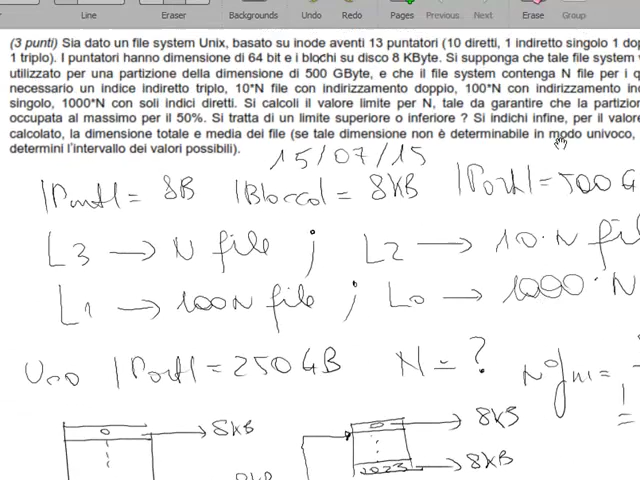 Line Eraser Backgrounds Undo Redo Pages Previous... Next Erase Group
(3 punti) Sia dato un file system Unix, basato su inode aventi 13 puntatori (10 diretti, 1 indiretto singolo 1 do
1 triplo). I puntatori hanno dimensione di 64 bit e i blochi su disco 8 KByte. Si supponga che tale file system
utilizzato per una partizione della dimensione di 500 GByte, e che il file system contenga N file per i q
necessario un indice indiretto triplo, 10*N file con indirizzamento doppio, 100*N con indirizzamento in
singolo, 1000*N con soli indici diretti. Si calcoli il valore limite per N, tale da garantire che la partizio
occupata al massimo per il 50%. Si tratta di un limite superiore o inferiore ? Si indichi infine, per il valore
calcolato, la dimensione totale e media dei file (se tale dimensione non è determinabile in modo univoco,
determini l'intervallo dei valori possibili).
15/07/15
|Punt| = 8B |Blocco| = 8KB |Part| = 500 G
L3 → N file ; L2 → 10·N fil
L1 → 100N file ; L0 → 1000·N
Uso |Part| = 250GB N = ?
0 → 8KB 0 → 8KB
1023 → 8KB